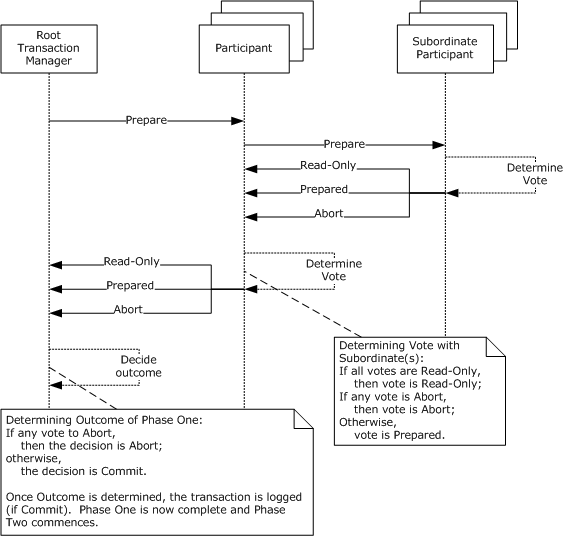 Root
Transaction
Manager
Participant
Subordinate
Participant
Prepare
Prepare
Read-Only
Determine
Vote
Prepared
Abort
Read-Only
Determine
Vote
Prepared
Abort
Decide
outcome
Determining Vote with
Subordinate(s):
If all votes are Read-Only,
then vote is Read-Only;
If any vote is Abort,
then vote is Abort;
Otherwise,
vote is Prepared.
Determining Outcome of Phase One:
If any vote to Abort,
then the decision is Abort;
otherwise,
the decision is Commit.
Once Outcome is determined, the transaction is logged
(if Commit).  Phase One is now complete and Phase
Two commences.